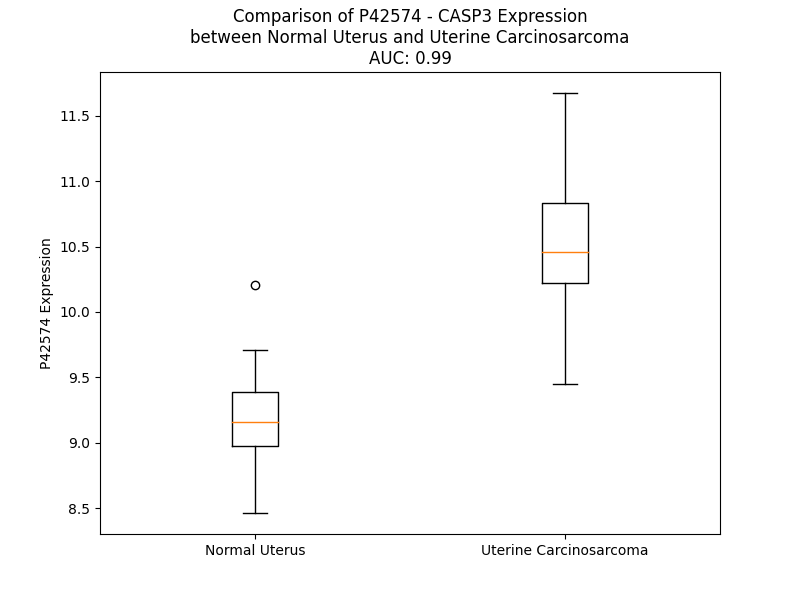 Comparison of P42574 - CASP3 Expression
between Normal Uterus and Uterine Carcinosarcoma
AUC: 0.99
11.5
11.0
10.5
10.0
9.5
9.0
8.5
P42574 Expression
Normal Uterus
Uterine Carcinosarcoma